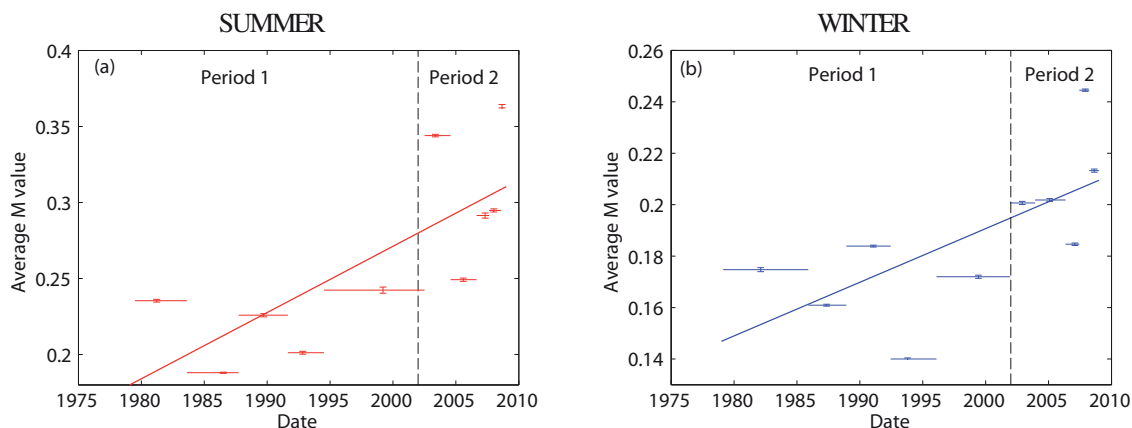 SUMMER
(a)
Period 1
Period 2
Average M value
0.4
0.35
0.3
0.25
0.2
1975 1980 1985 1990 1995 2000 2005 2010
Date
WINTER
(b)
Period 1
Period 2
Average M value
0.26
0.24
0.22
0.2
0.18
0.16
0.14
1975 1980 1985 1990 1995 2000 2005 2010
Date